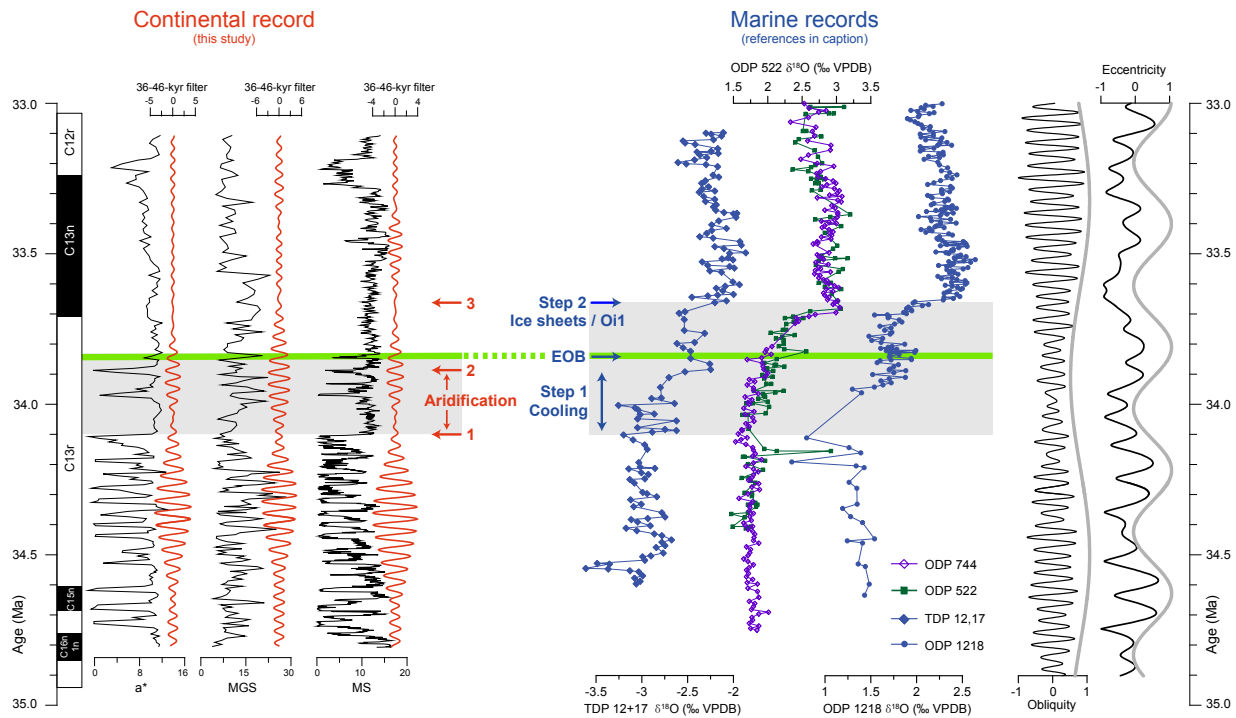 Continental record
(this study)
Marine records
(references in caption)
36-46-kyr filter
36-46-kyr filter
36-46-kyr filter
-5 0 5
-6 0 6
-4 0 4
ODP 522 δ18O (‰ VPDB)
1.5 2 2.5 3 3.5
Eccentricity
-1 0 1
Age (Ma)
33.0
33.5
34.0
34.5
35.0
C12r
C13n
C13r
C15n
C16n
1n
3
2
Aridification
1
Step 2
Ice sheets / Oi1
EOB
Step 1
Cooling
ODP 744
ODP 522
TDP 12,17
ODP 1218
33.0
33.5
34.0
34.5
35.0
Age (Ma)
0 8 16
a*
0 15 30
MGS
0 10 20
MS
-3.5 -3 -2.5 -2
TDP 12+17 δ18O (‰ VPDB)
1 1.5 2 2.5
ODP 1218 δ18O (‰ VPDB)
-1 0 1
Obliquity